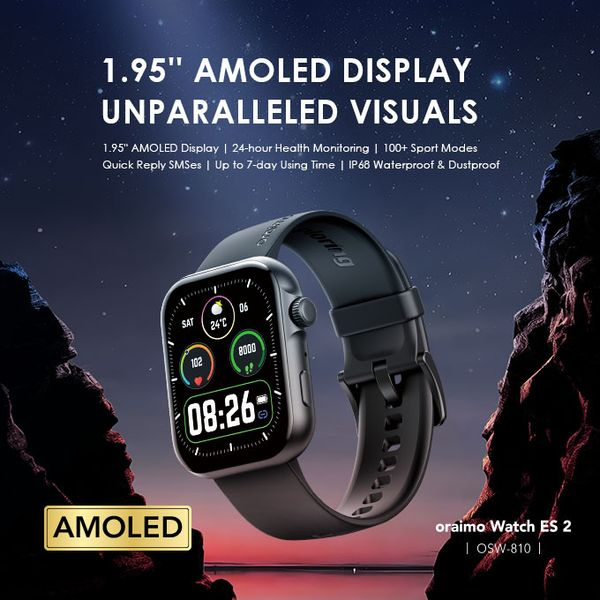 1.95" AMOLED DISPLAY
UNPARALLELED VISUALS
1.95" AMOLED Display | 24-hour Health Monitoring | 100+ Sport Modes
Quick Reply SMSes | Up to 7-day Using Time | IP68 Waterproof & Dustproof
oraimo
SAT
24°C
06
102
8000
08:26
AMOLED
oraimo Watch ES 2
| OSW-810 |